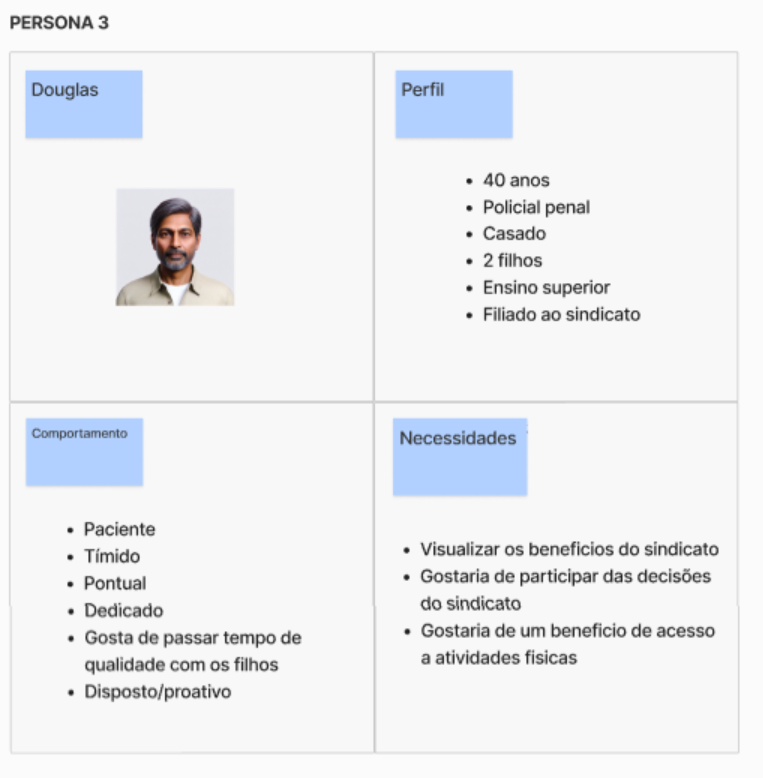 PERSONA 3
Douglas
Perfil
• 40 anos
• Policial penal
• Casado
• 2 filhos
• Ensino superior
• Filiado ao sindicato
Comportamento
• Paciente
• Tímido
• Pontual
• Dedicado
• Gosta de passar tempo de
qualidade com os filhos
• Disposto/proativo
Necessidades
• Visualizar os beneficios do sindicato
• Gostaria de participar das decisões
do sindicato
• Gostaria de um beneficio de acesso
a atividades fisicas